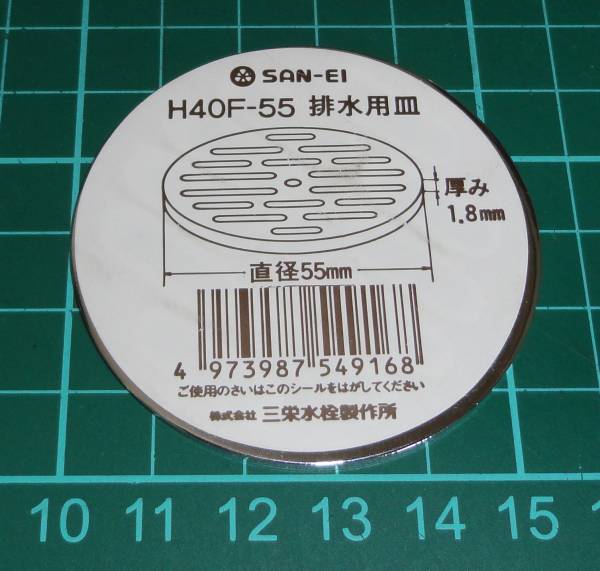 SAN-EI
H40F-55 排水用皿
厚み
1.8mm
直径55mm
4 973987 549168
ご使用のさいはこのシールをはがしてください
株式会社 三栄水栓製作所
10 11 12 13 14 15